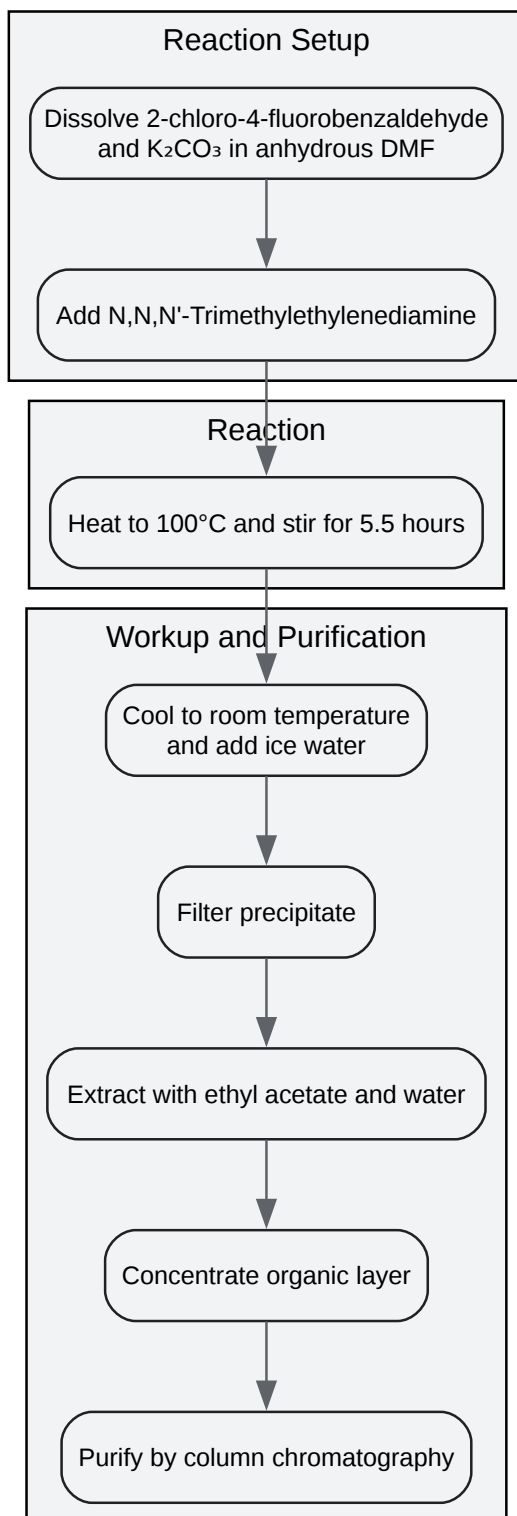 Reaction Setup
Dissolve 2-chloro-4-fluorobenzaldehyde
and K₂CO₃ in anhydrous DMF
Add N,N,N'-Trimethylethylenediamine
Reaction
Heat to 100°C and stir for 5.5 hours
Workup and Purification
Cool to room temperature
and add ice water
Filter precipitate
Extract with ethyl acetate and water
Concentrate organic layer
Purify by column chromatography